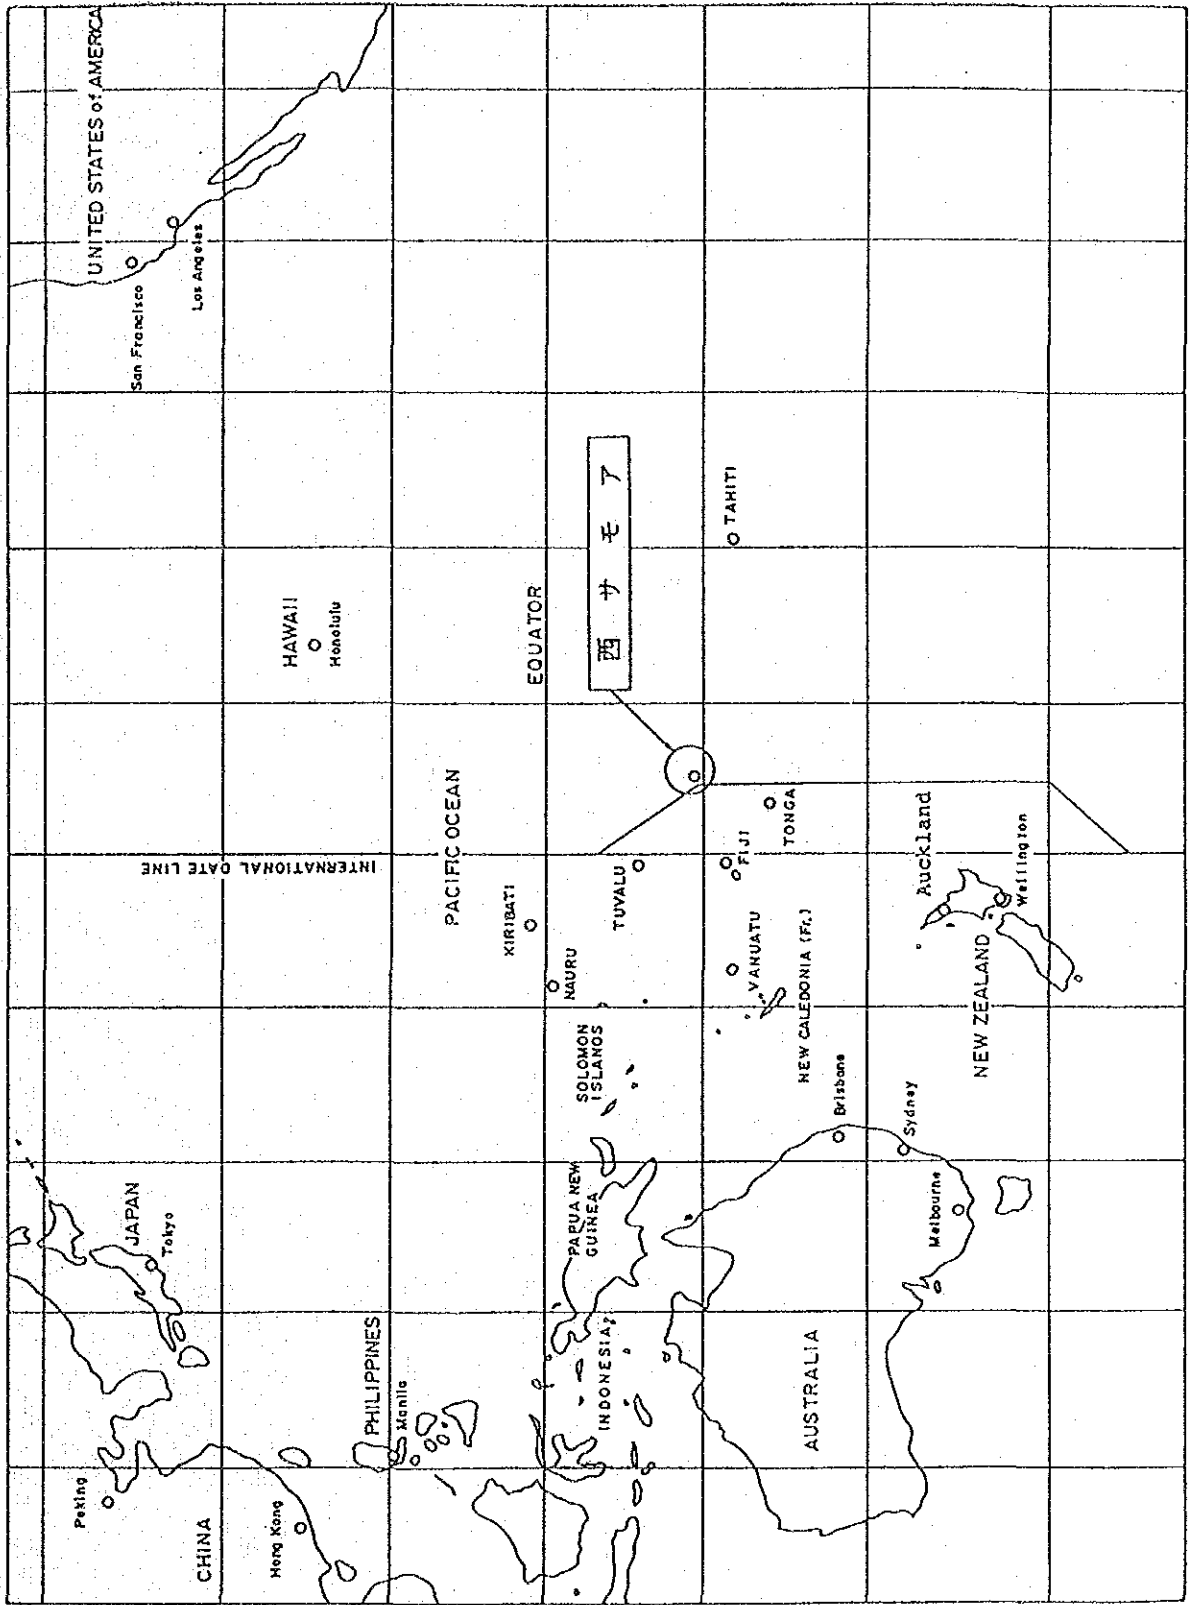 UNITED STATES of AMERICA
San Francisco
Los Angeles
Peking
JAPAN
Tokyo
CHINA
Hong Kong
HAWAII
Honolulu
INTERNATIONAL DATE LINE
PHILIPPINES
Manila
PACIFIC OCEAN
EQUATOR
KIRIBATI
NAURU
西サモア
SOLOMON
ISLANDS
PAPUA NEW
GUINEA
INDONESIA
TUVALU
TAHITI
FIJI
VANUATU
TONGA
NEW CALEDONIA (Fr.)
AUSTRALIA
Brisbane
Sydney
Melbourne
Auckland
Wellington
NEW ZEALAND